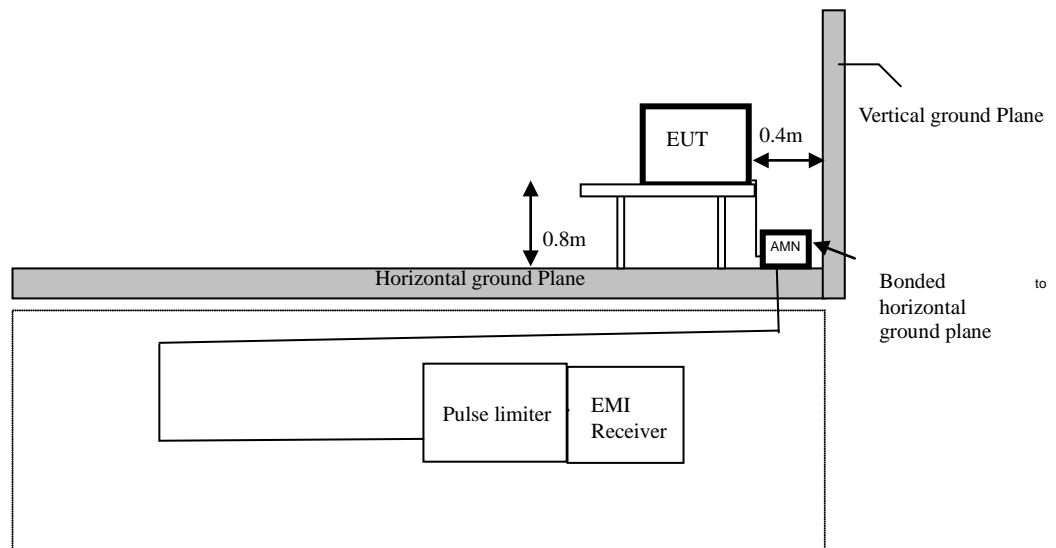 EUT
0.4m
Vertical ground Plane
0.8m
AMN
Horizontal ground Plane
Bonded to
horizontal
ground plane
Pulse limiter
EMI
Receiver